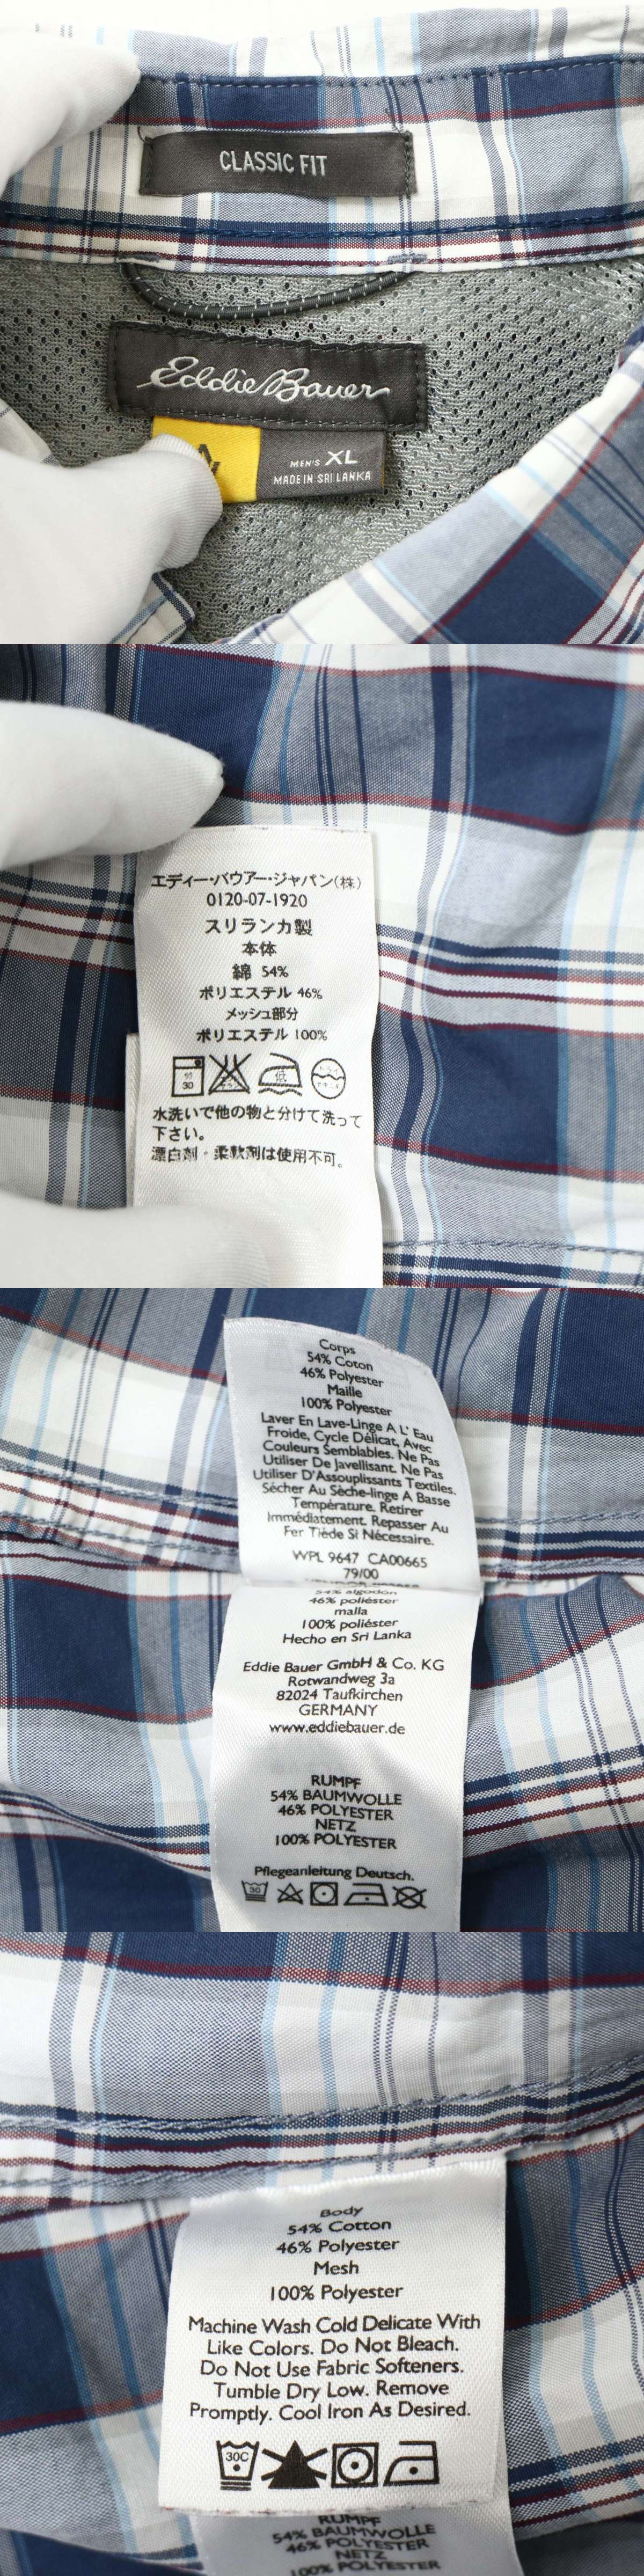 CLASSIC FIT
Eddie Bauer
MEN'S XL
MADE IN SRI LANKA
エディー・バウアー・ジャパン(株)
0120-07-1920
スリランカ製
本体
綿 54%
ポリエステル 46%
メッシュ部分
ポリエステル 100%
水洗いで他の物と分けて洗って
下さい。
漂白剤・柔軟剤は使用不可。
Corps
54% Coton
46% Polyester
Maille
100% Polyester
Laver En Lave-Linge A L' Eau
Froide, Cycle Délicat, Avec
Couleurs Semblables. Ne Pas
Utiliser De Javellisant. Ne Pas
Utiliser D'Assouplissants Textiles.
Sécher Au Sèche-linge A Basse
Température. Retirer
Immédiatement. Repasser Au
Fer Tiède Si Nécessaire.
WPL 9647 CA00665
79/00
54% algodon
46% poliéster
malla
100% poliéster
Hecho en Sri Lanka
Eddie Bauer GmbH & Co. KG
Rotwandweg 3a
82024 Taufkirchen
GERMANY
www.eddiebauer.de
RUMPF
54% BAUMWOLLE
46% POLYESTER
NETZ
100% POLYESTER
Pflegeanleitung Deutsch.
30
Body
54% Cotton
46% Polyester
Mesh
100% Polyester
Machine Wash Cold Delicate With
Like Colors. Do Not Bleach.
Do Not Use Fabric Softeners.
Tumble Dry Low. Remove
Promptly. Cool Iron As Desired.
30C
RUMPF
54% BAUMWOLLE
46% POLYESTER
NETZ
100% POLYESTER